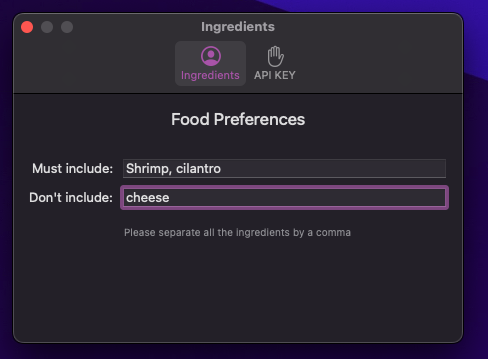 Ingredients
Ingredients API KEY
Food Preferences
Must include: Shrimp, cilantro
Don't include: cheese
Please separate all the ingredients by a comma